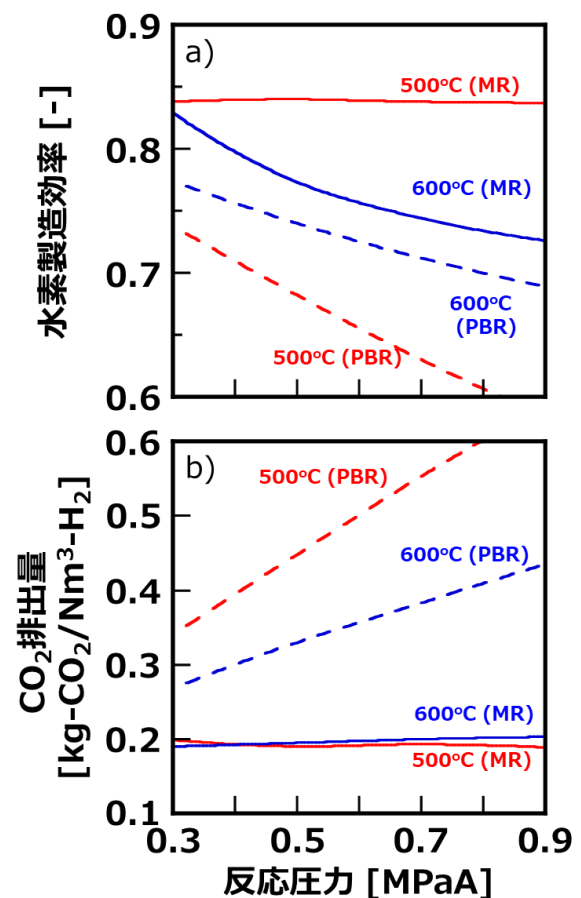 a)
水素製造効率 [-]
0.9
0.8
0.7
0.6
500°C (MR)
600°C (MR)
600°C
(PBR)
500°C (PBR)
b)
CO₂排出量
[kg-CO₂/Nm³-H₂]
0.6
0.5
0.4
0.3
0.2
0.1
500°C (PBR)
600°C (PBR)
600°C (MR)
500°C (MR)
0.3 0.5 0.7 0.9
反応圧力 [MPaA]